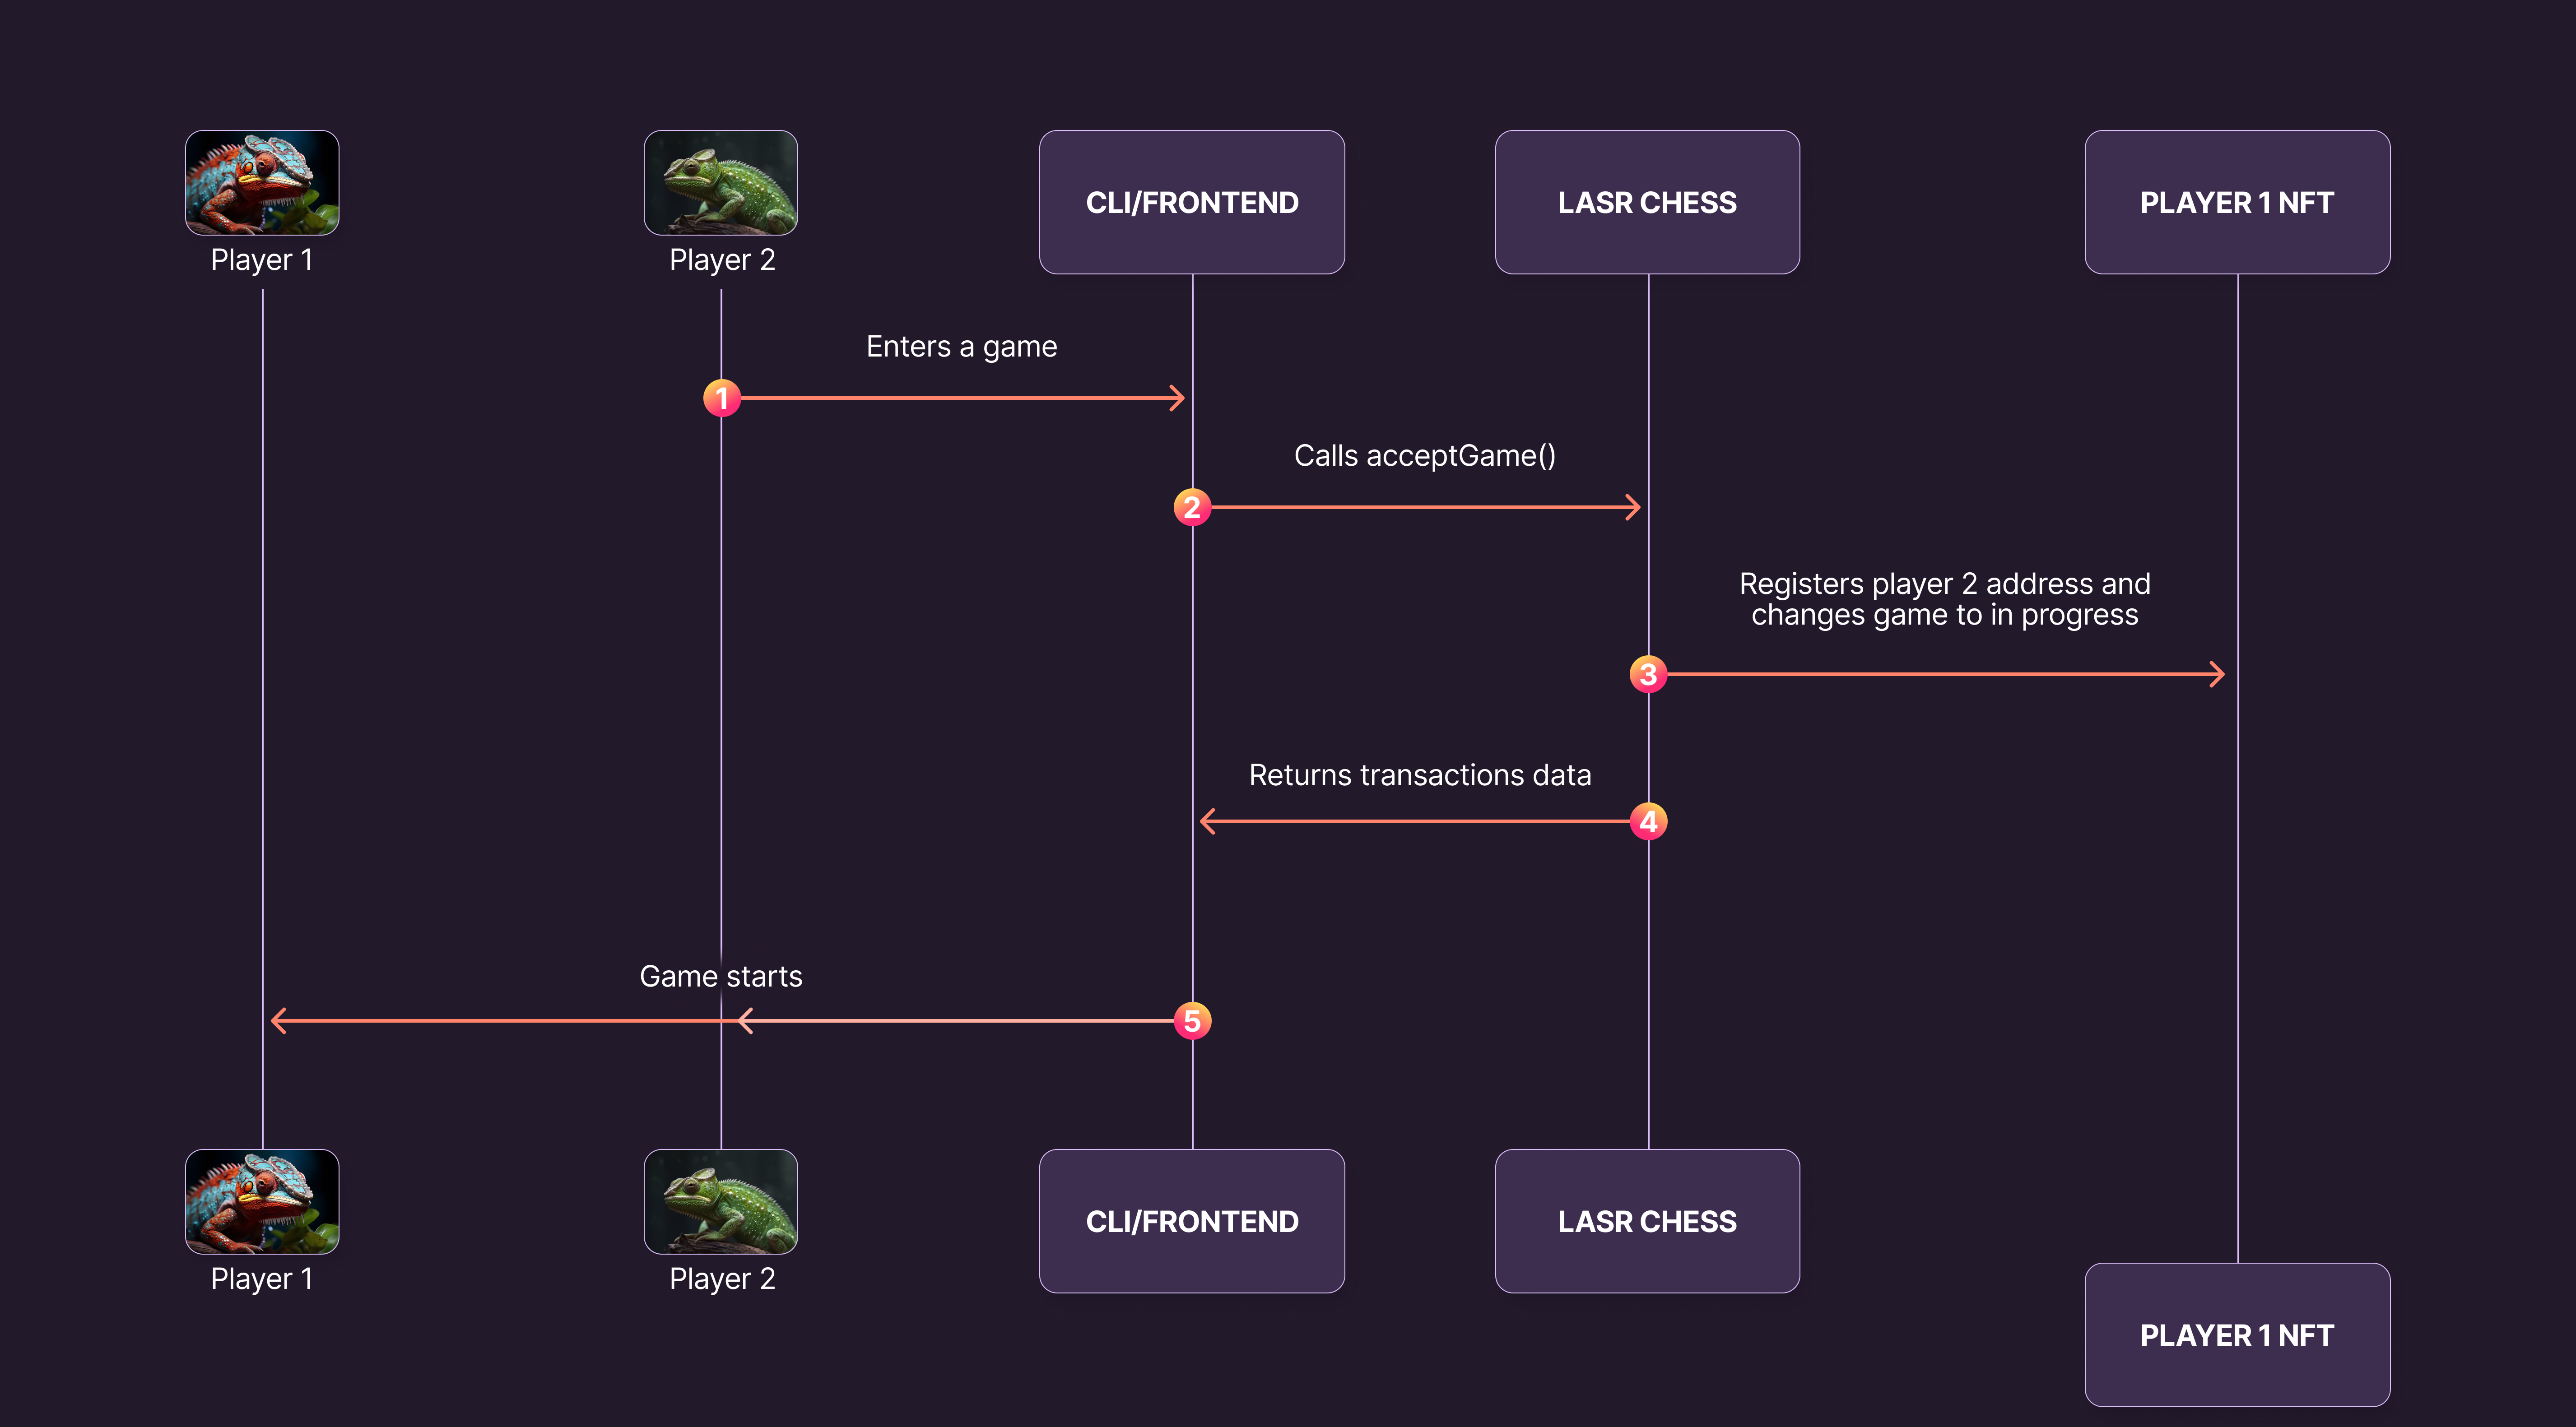 Player 1
Player 2
CLI/FRONTEND
LASR CHESS
PLAYER 1 NFT
Enters a game
1
Calls acceptGame()
2
Registers player 2 address and
changes game to in progress
3
Returns transactions data
4
Game starts
5
Player 1
Player 2
CLI/FRONTEND
LASR CHESS
PLAYER 1 NFT